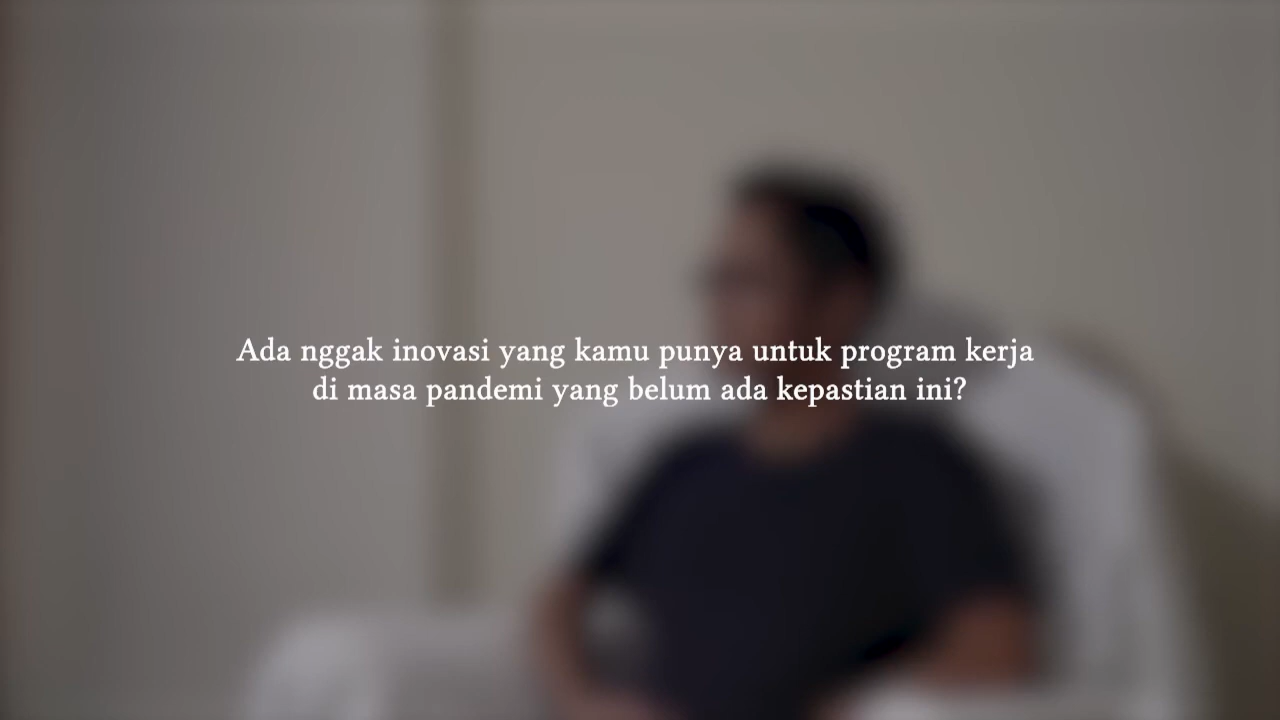 Ada nggak inovasi yang kamu punya untuk program kerja
di masa pandemi yang belum ada kepastian ini?